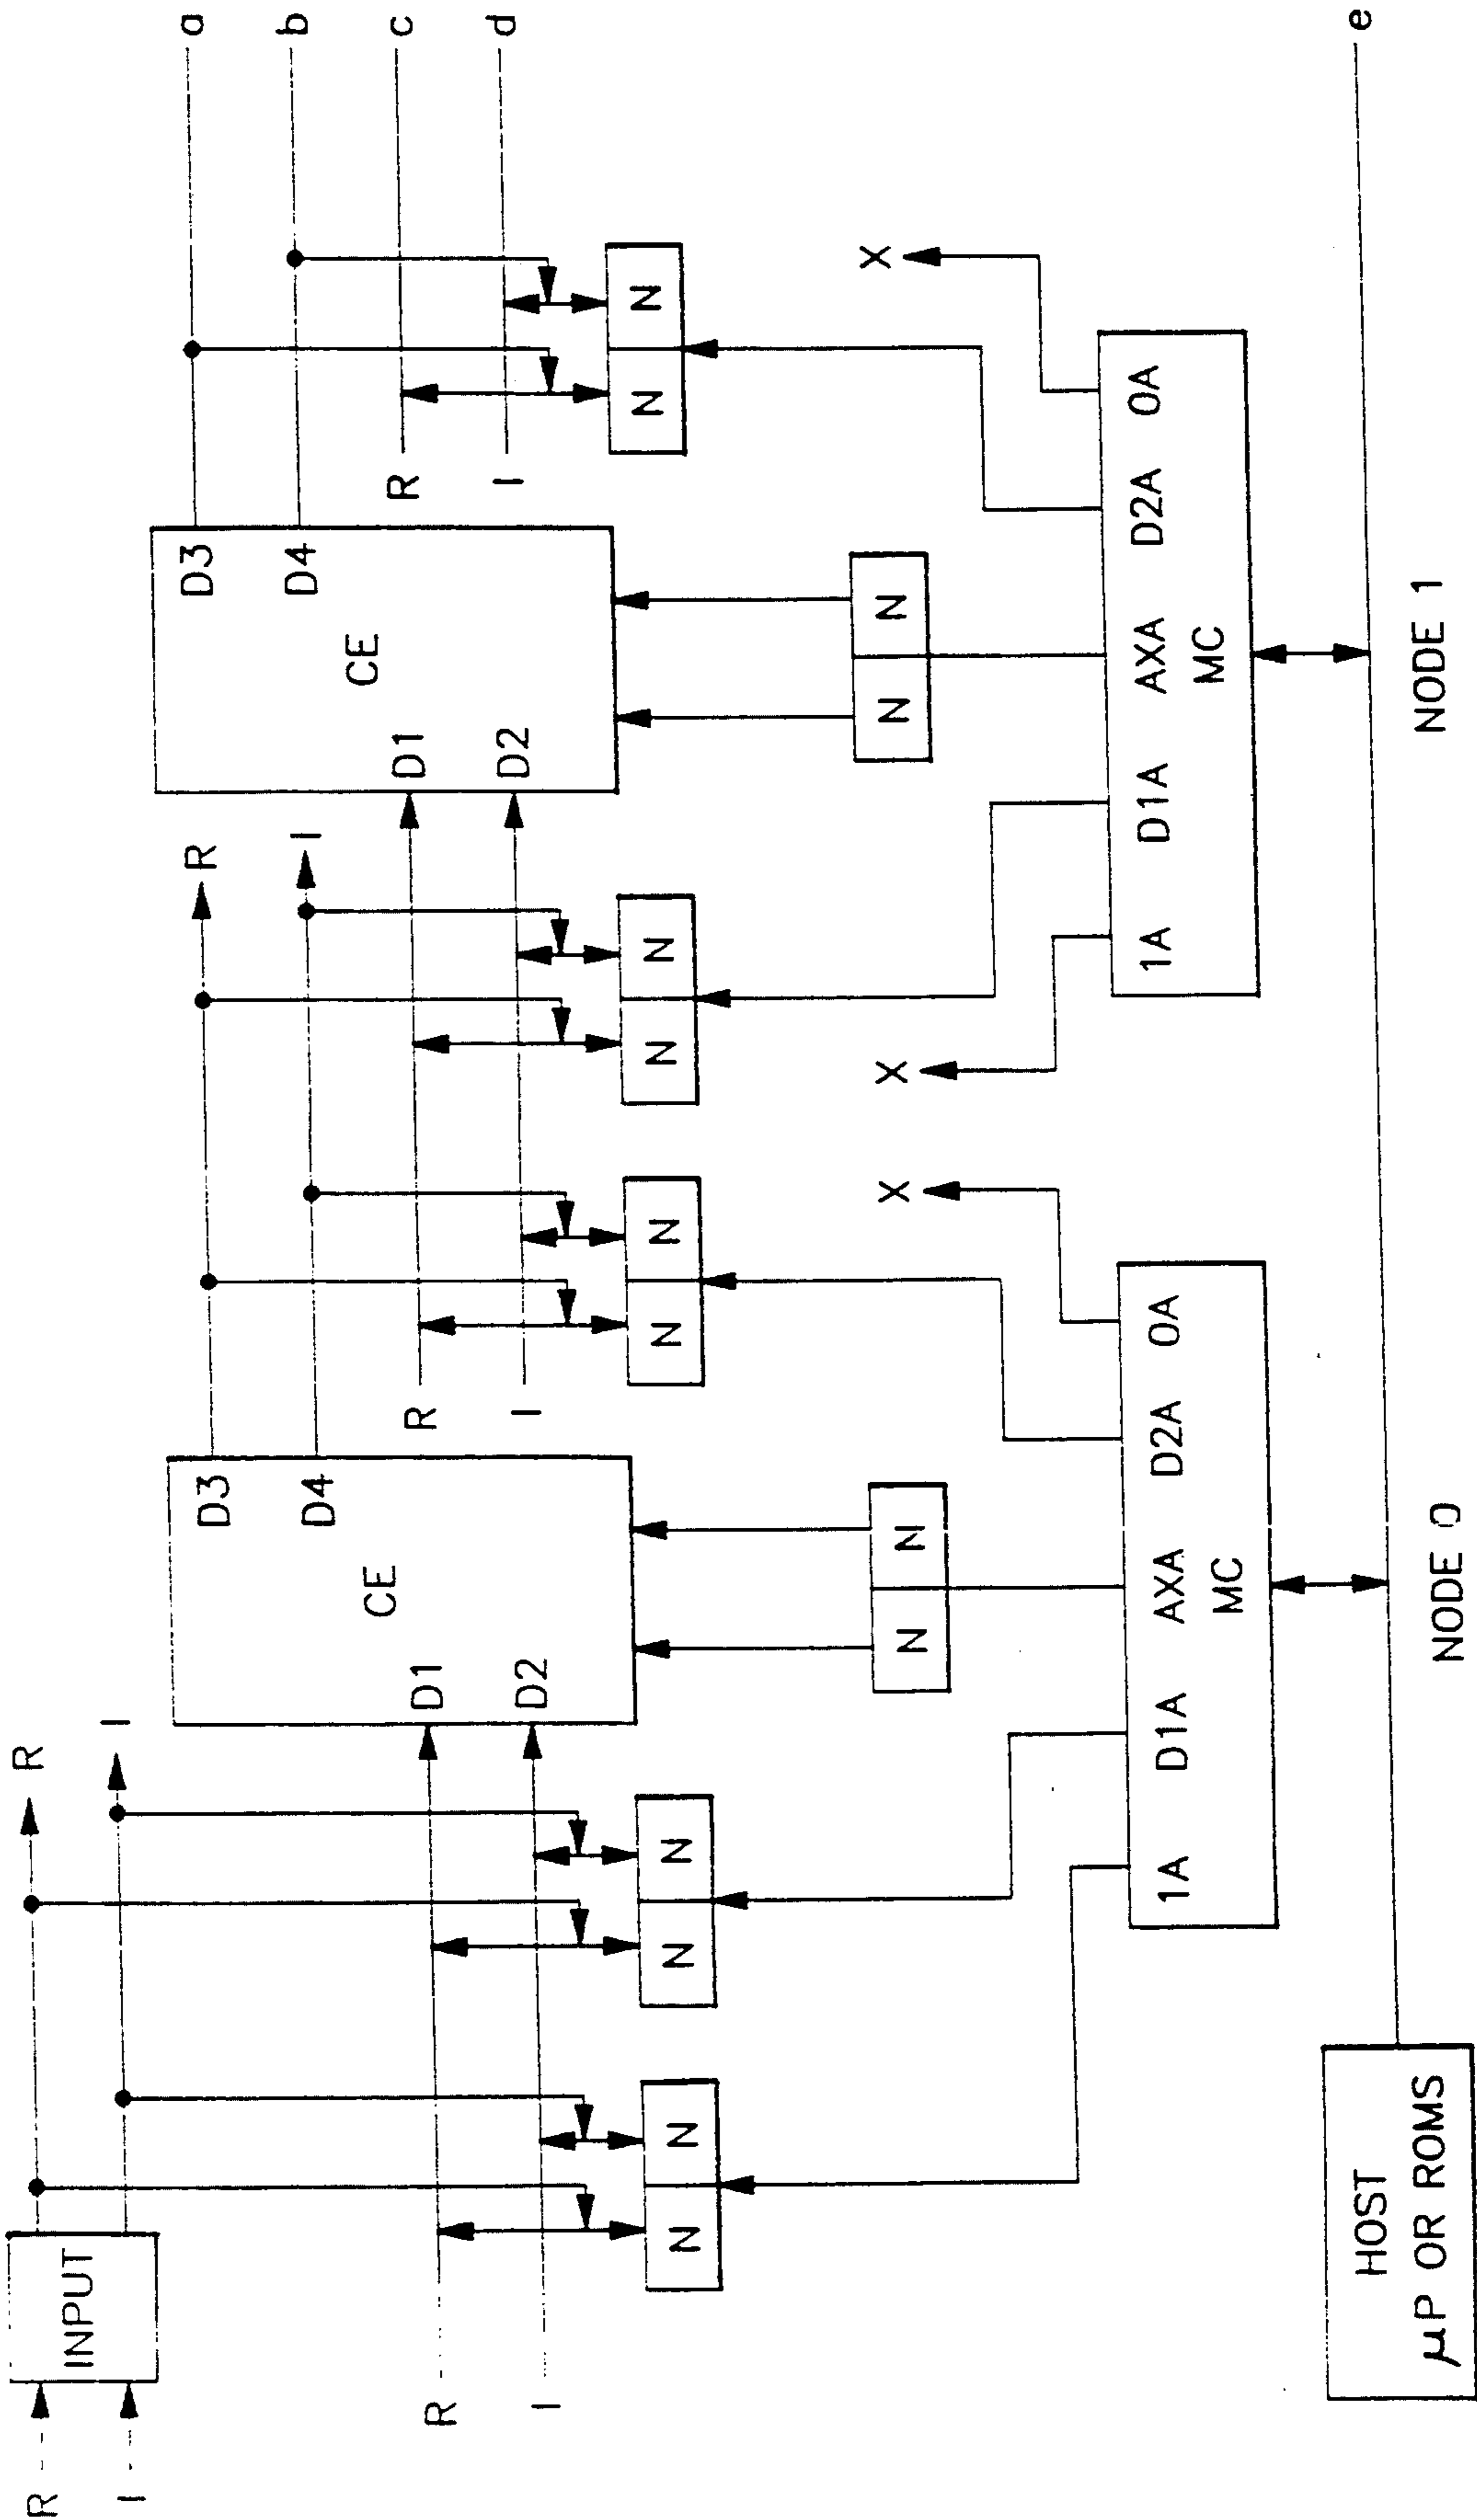 R
I
INPUT
R
I
R
I
N N
N N
D1
D2
CE
D3
D4
N N
R
I
N N
R
I
N N
D1
D2
CE
D3
D4
N N
R
I
N N
a
b
c
d
X
X
X
1A D1A AXA D2A 0A
MC
1A D1A AXA D2A 0A
MC
HOST
μP OR ROMS
NODE 0
NODE 1
e